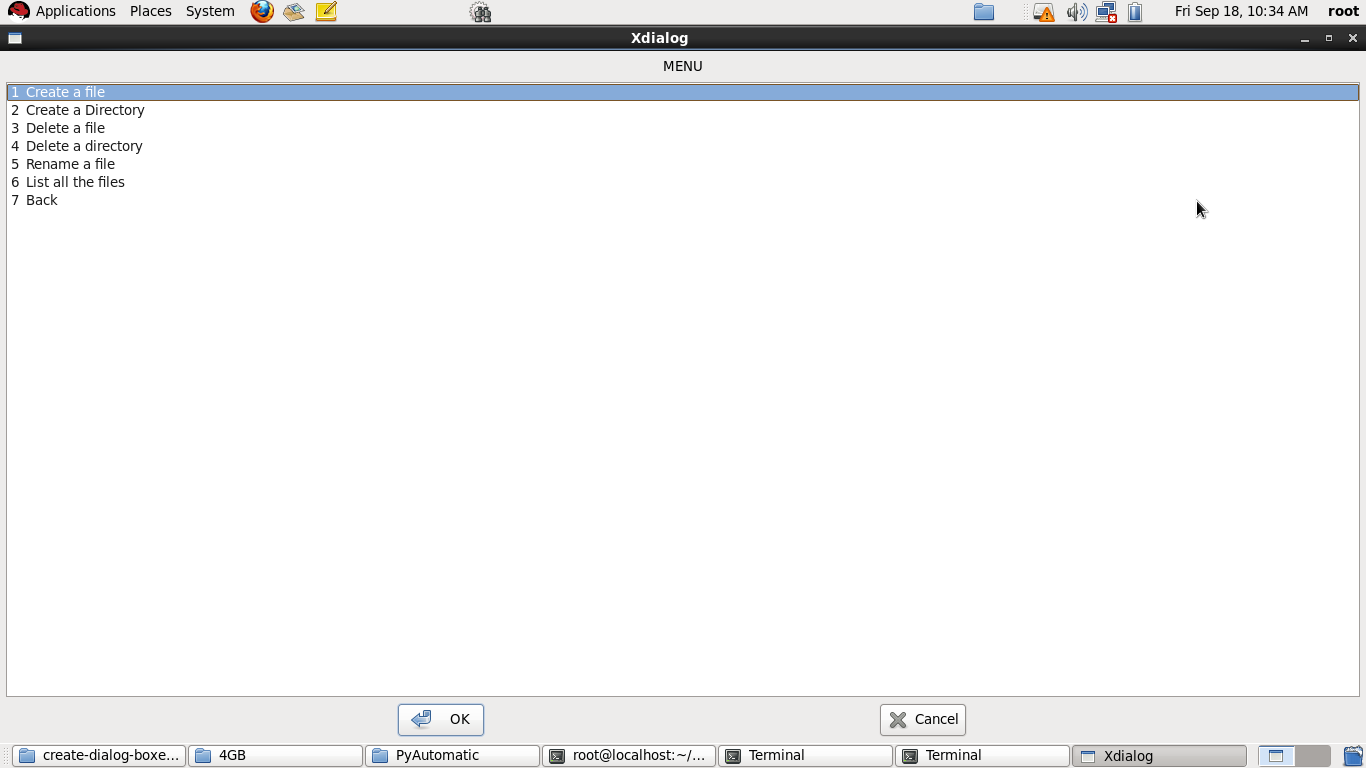 Applications Places System Fri Sep 18, 10:34 AM root
Xdialog
MENU
1 Create a file
2 Create a Directory
3 Delete a file
4 Delete a directory
5 Rename a file
6 List all the files
7 Back
OK Cancel
create-dialog-boxe... 4GB PyAutomatic root@localhost:~/... Terminal Terminal Xdialog